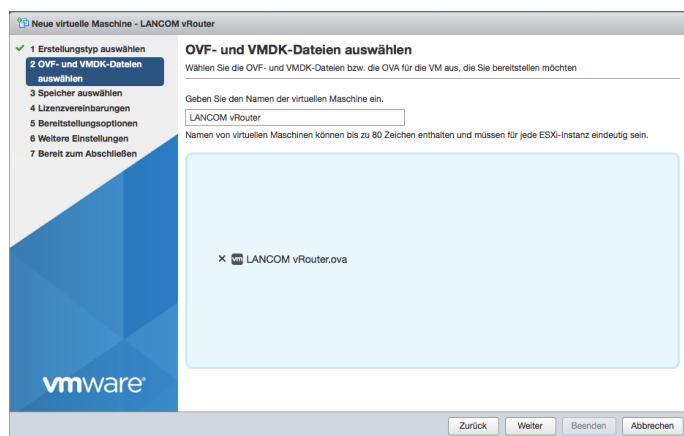 Neue virtuelle Maschine - LANCOM vRouter
1 Erstellungstyp auswählen
2 OVF- und VMDK-Dateien
auswählen
3 Speicher auswählen
4 Lizenzvereinbarungen
5 Bereitstellungsoptionen
6 Weitere Einstellungen
7 Bereit zum Abschließen
vmware®
OVF- und VMDK-Dateien auswählen
Wählen Sie die OVF- und VMDK-Dateien bzw. die OVA für die VM aus, die Sie bereitstellen möchten
Geben Sie den Namen der virtuellen Maschine ein.
LANCOM vRouter
Namen von virtuellen Maschinen können bis zu 80 Zeichen enthalten und müssen für jede ESXi-Instanz eindeutig sein.
vm LANCOM vRouter.ova
Zurück Weiter Beenden Abbrechen